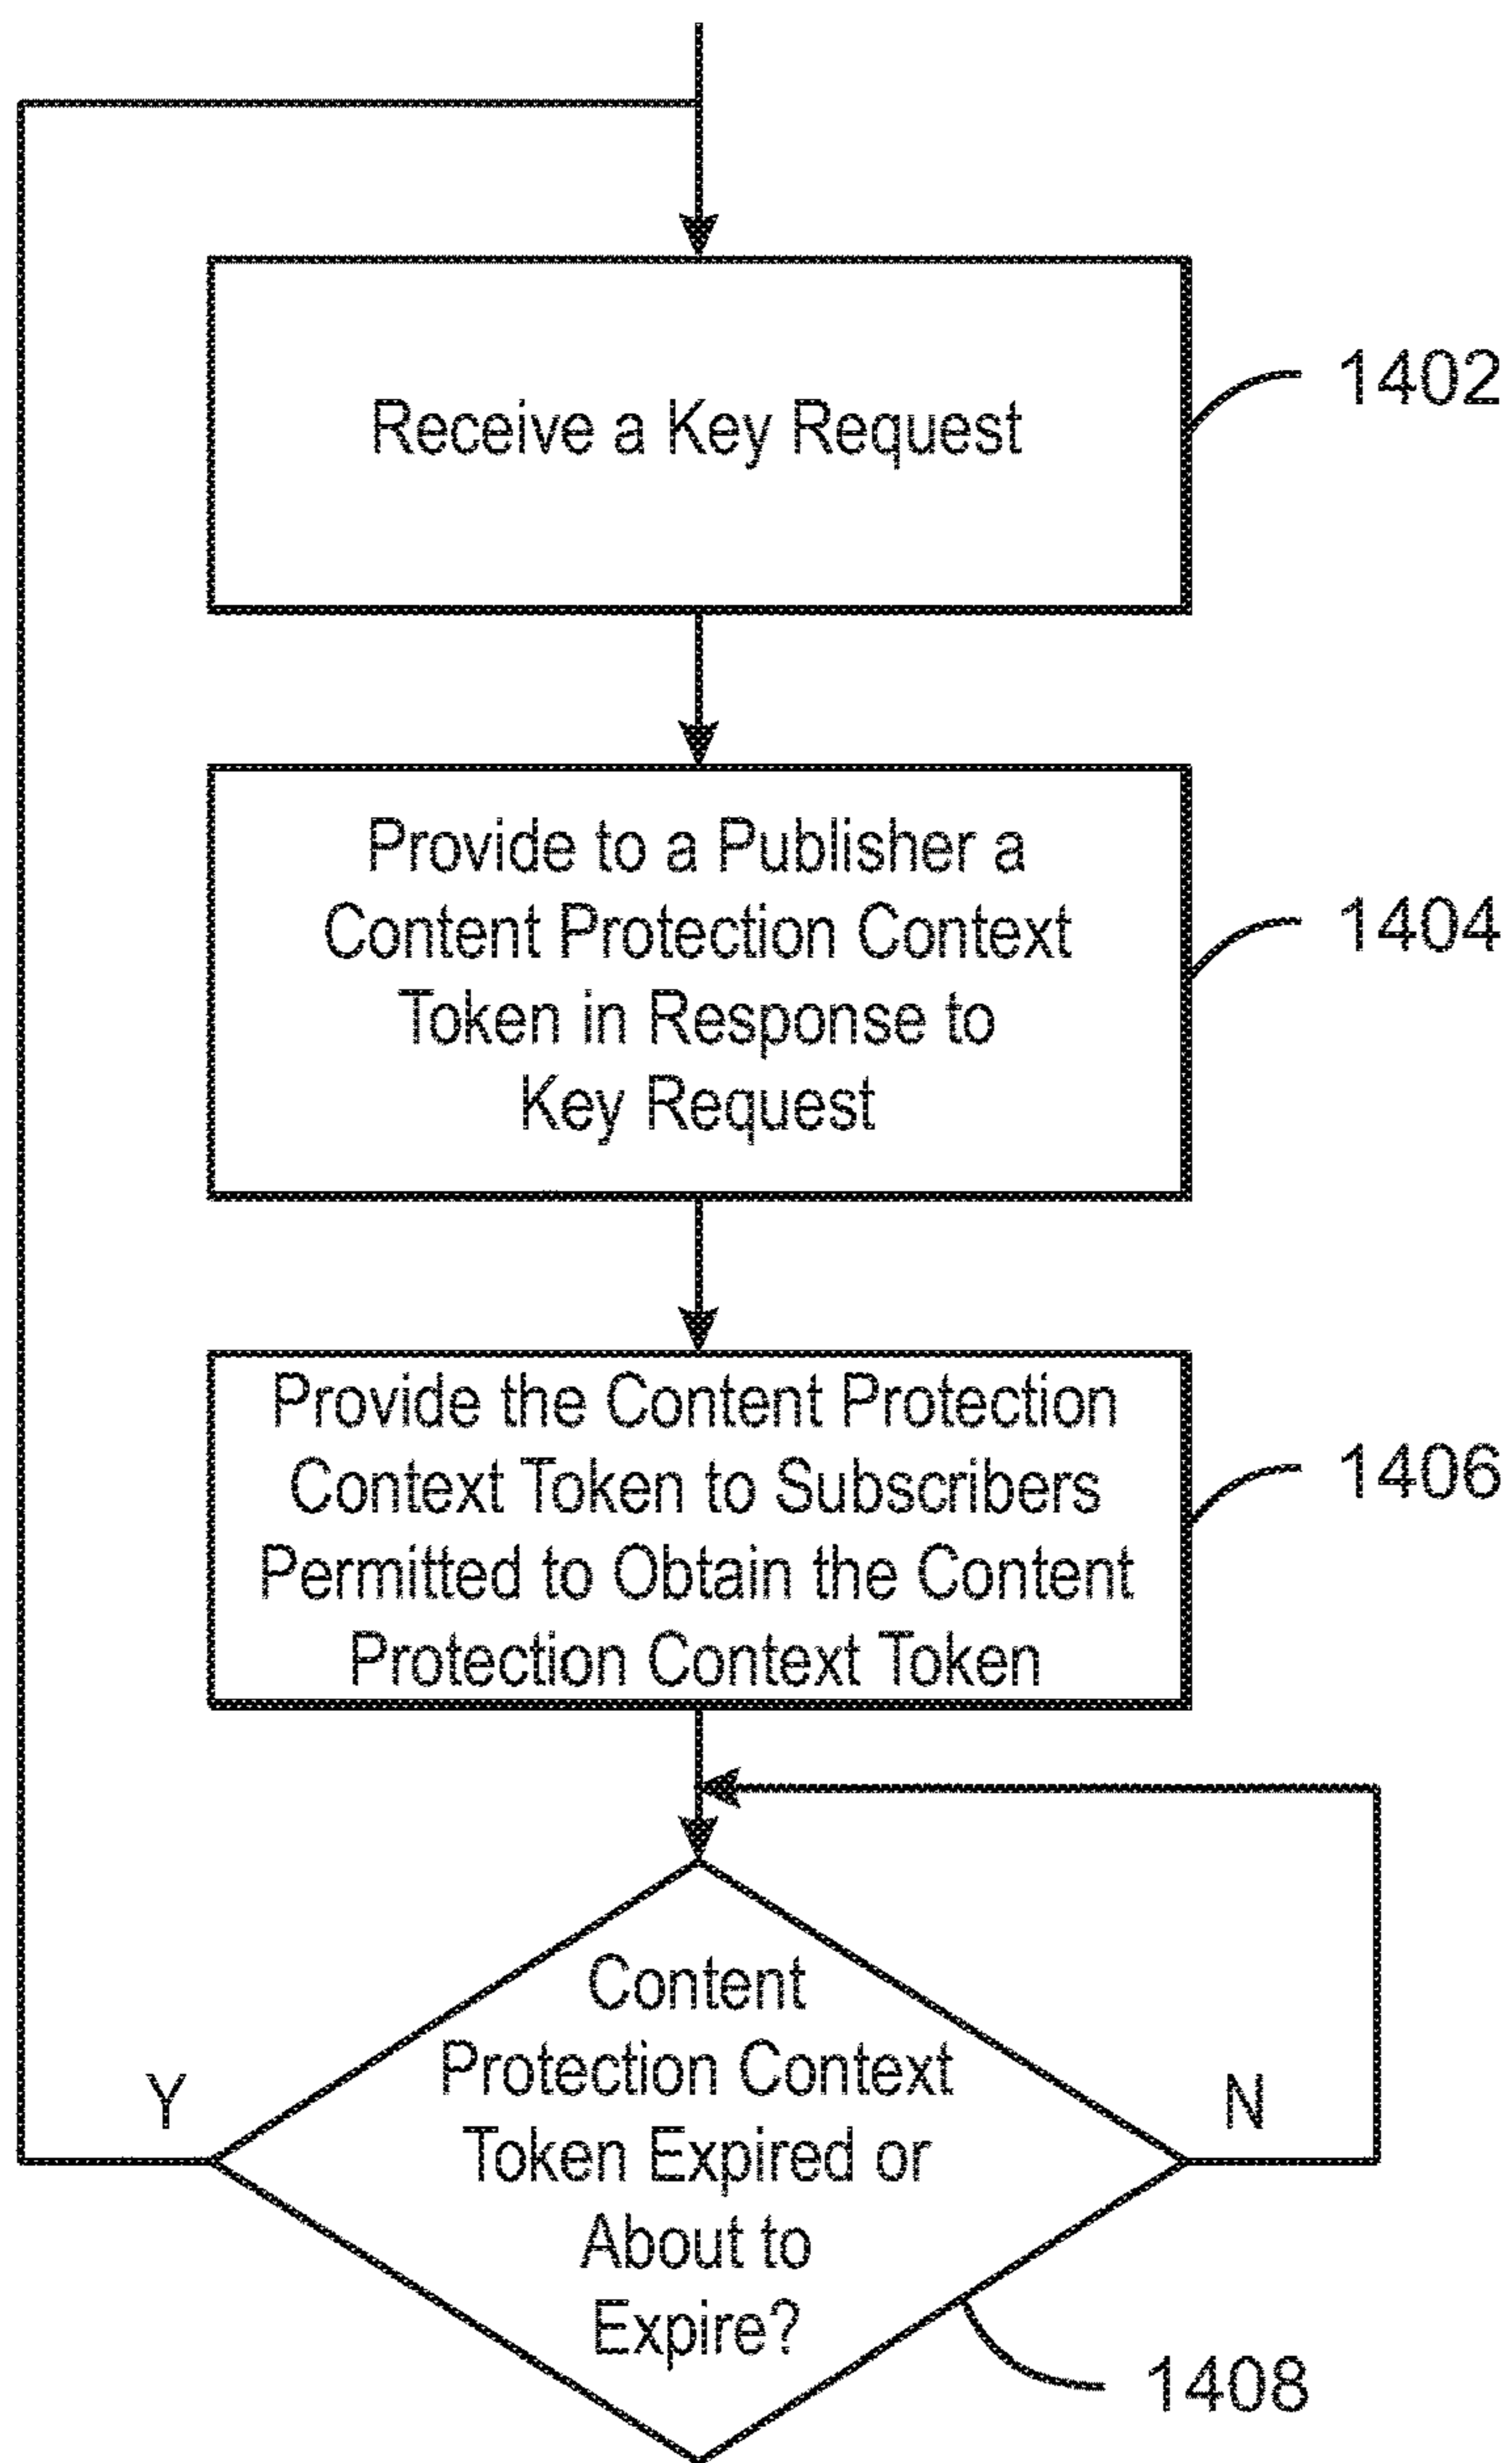 Receive a Key Request
1402
Provide to a Publisher a
Content Protection Context
Token in Response to
Key Request
1404
Provide the Content Protection
Context Token to Subscribers
Permitted to Obtain the Content
Protection Context Token
1406
Content
Protection Context
Token Expired or
About to
Expire?
Y
N
1408